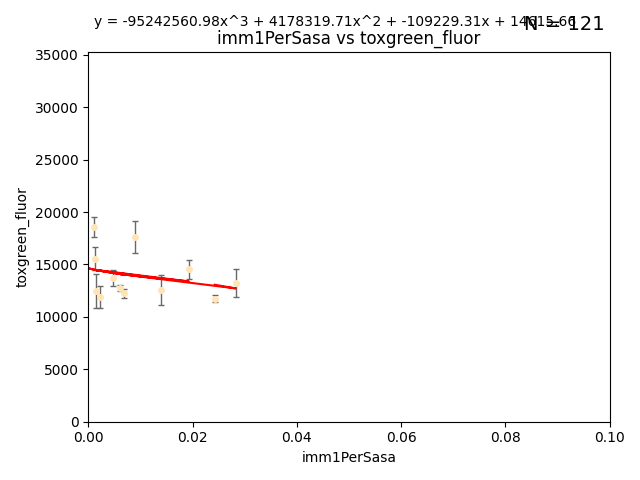 y = -95242560.98x^3 + 4178319.71x^2 + -109229.31x + 14615.66
N = 121
imm1PerSasa vs toxgreen_fluor
35000
30000
25000
20000
15000
10000
5000
0
toxgreen_fluor
0.00 0.02 0.04 0.06 0.08 0.10
imm1PerSasa